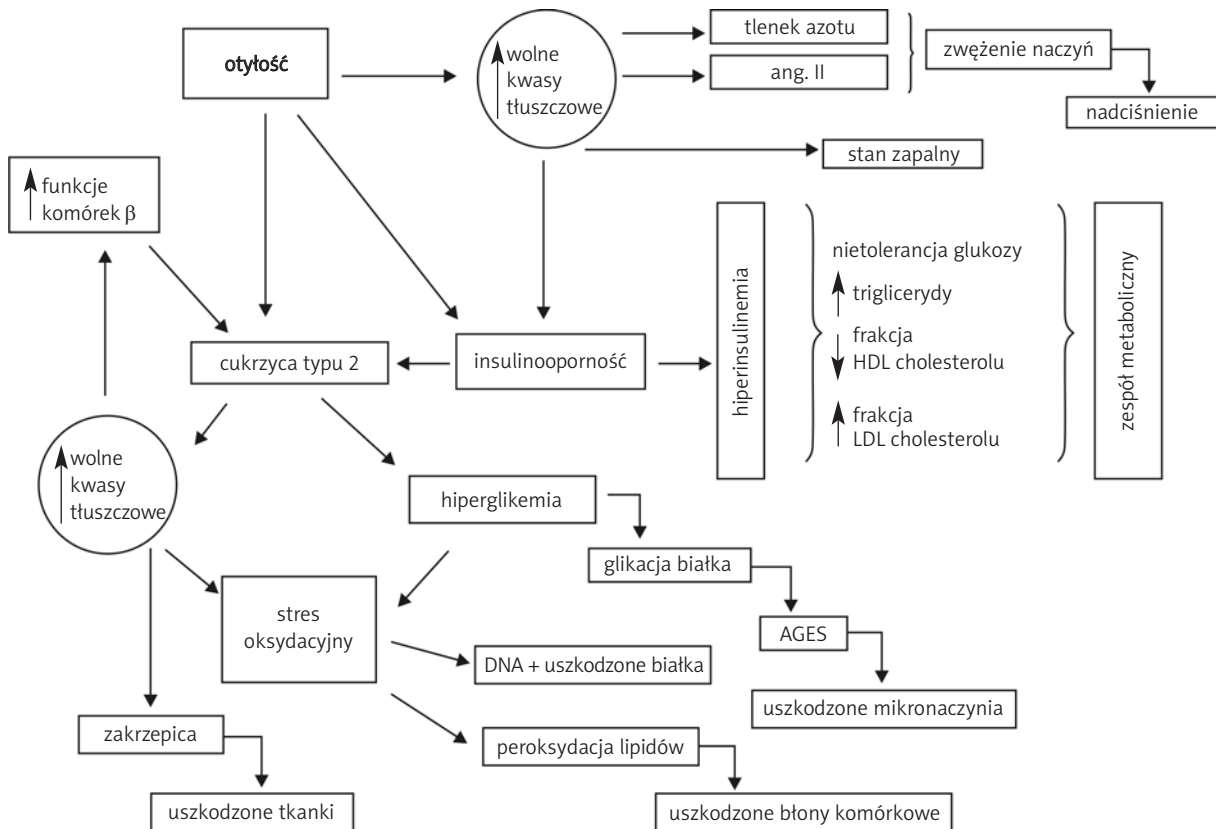 otyłość
wolne
kwasy
tłuszczowe
tlenek azotu
ang. II
zwężenie naczyń
nadciśnienie
stan zapalny
funkcje
komórek β
cukrzyca typu 2
insulinooporność
hiperinsulinemia
nietolerancja glukozy
triglicerydy
frakcja
HDL cholesterolu
frakcja
LDL cholesterolu
zespół metaboliczny
wolne
kwasy
tłuszczowe
hiperglikemia
glikacja białka
AGES
uszkodzone mikronaczynia
stres
oksydacyjny
DNA + uszkodzone białka
peroksydacja lipidów
uszkodzone błony komórkowe
zakrzepica
uszkodzone tkanki